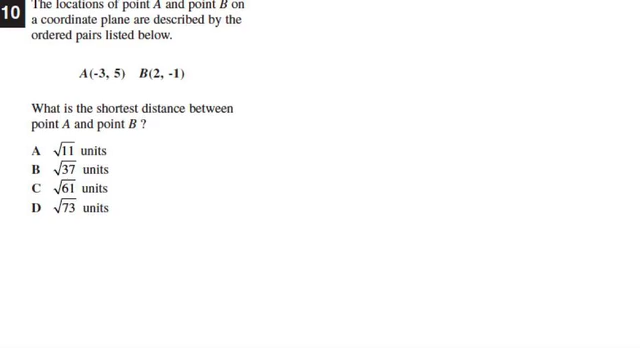 10 The locations of point A and point B on
a coordinate plane are described by the
ordered pairs listed below.
A(-3, 5) B(2, -1)
What is the shortest distance between
point A and point B ?
A √11 units
B √37 units
C √61 units
D √73 units